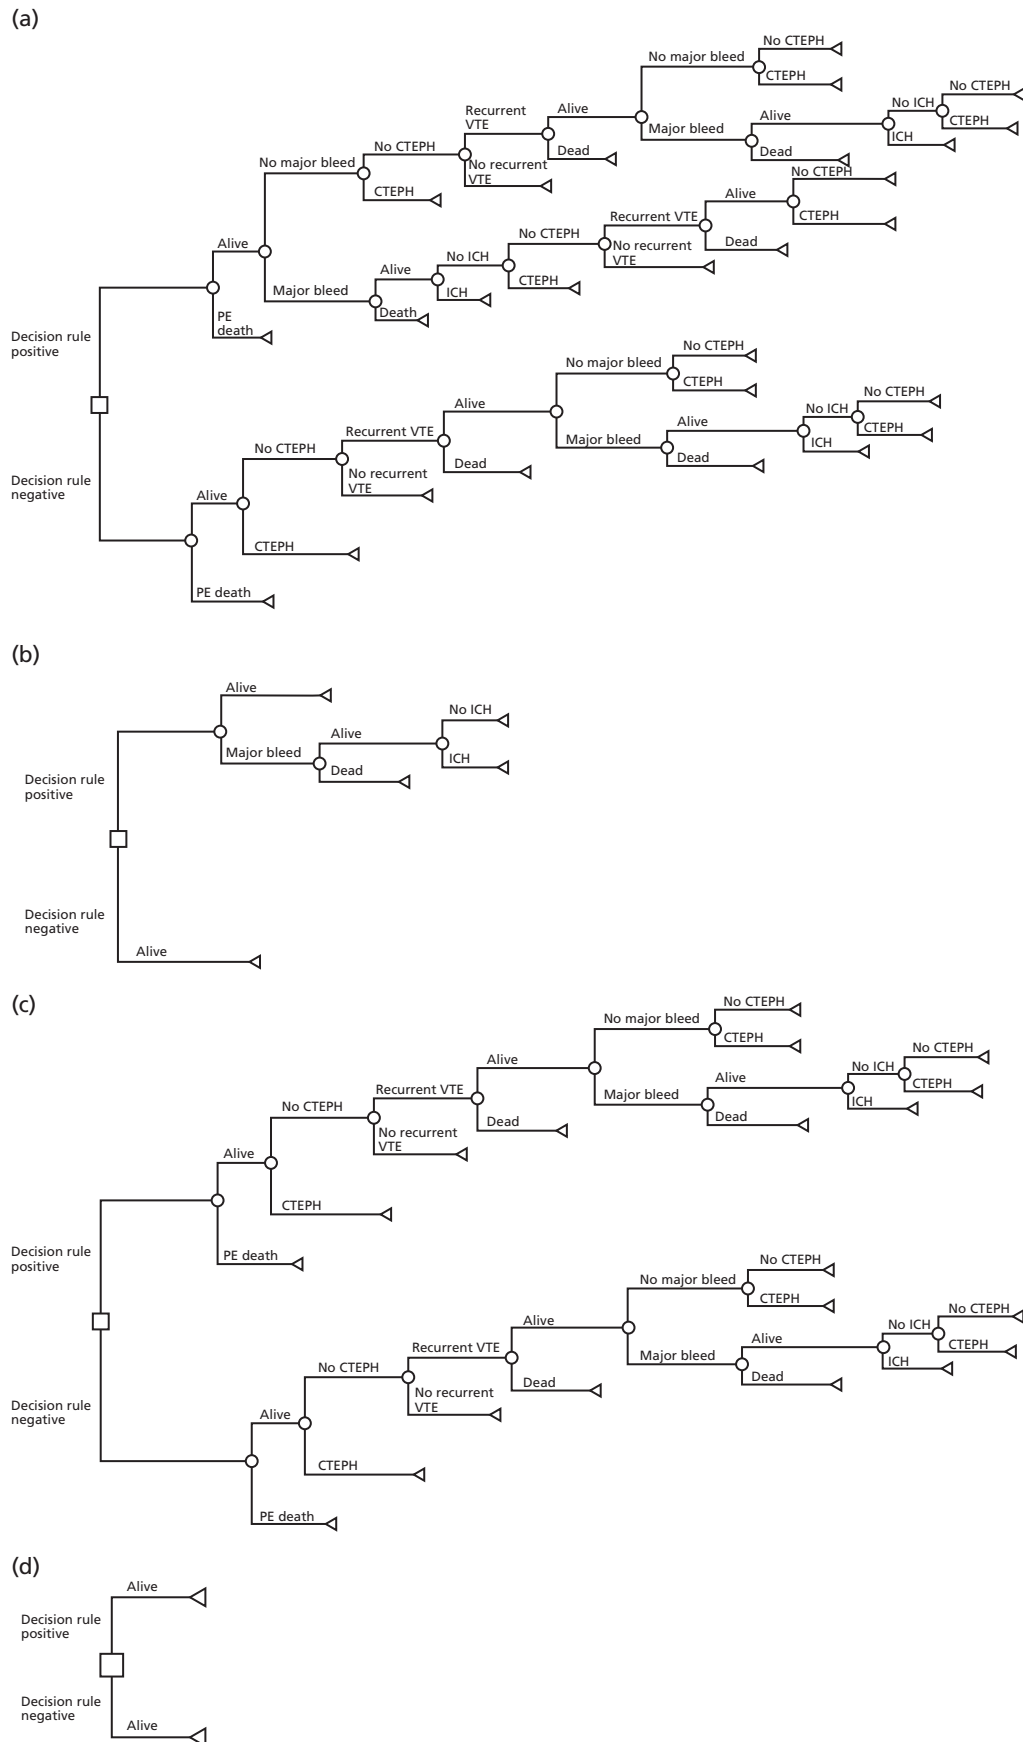 (a)
No CTEPH
No major bleed
CTEPH
No CTEPH
No ICH
Recurrent
VTE
Alive
Alive
CTEPH
Major bleed
ICH
No CTEPH
Dead
Dead
No major bleed
No recurrent
VTE
No CTEPH
CTEPH
Alive
CTEPH
Recurrent VTE
No CTEPH
Alive
No recurrent
VTE
Dead
No ICH
Alive
CTEPH
Major bleed
ICH
Death
PE
death
Decision rule
positive
No CTEPH
No major bleed
CTEPH
No CTEPH
Alive
No ICH
Alive
Recurrent VTE
CTEPH
Major bleed
ICH
No CTEPH
Dead
Dead
No recurrent
VTE
Decision rule
negative
Alive
CTEPH
PE death
(b)
Alive
No ICH
Alive
Major bleed
ICH
Dead
Decision rule
positive
Decision rule
negative
Alive
(c)
No CTEPH
No major bleed
CTEPH
No CTEPH
Alive
No ICH
Alive
Recurrent VTE
CTEPH
Major bleed
ICH
No CTEPH
Dead
Dead
No recurrent
VTE
Alive
CTEPH
PE death
Decision rule
positive
No CTEPH
No major bleed
CTEPH
No CTEPH
Alive
No ICH
Alive
Recurrent VTE
CTEPH
Major bleed
ICH
No CTEPH
Dead
Dead
No recurrent
VTE
Decision rule
negative
Alive
CTEPH
PE death
(d)
Alive
Decision rule
positive
Decision rule
negative
Alive